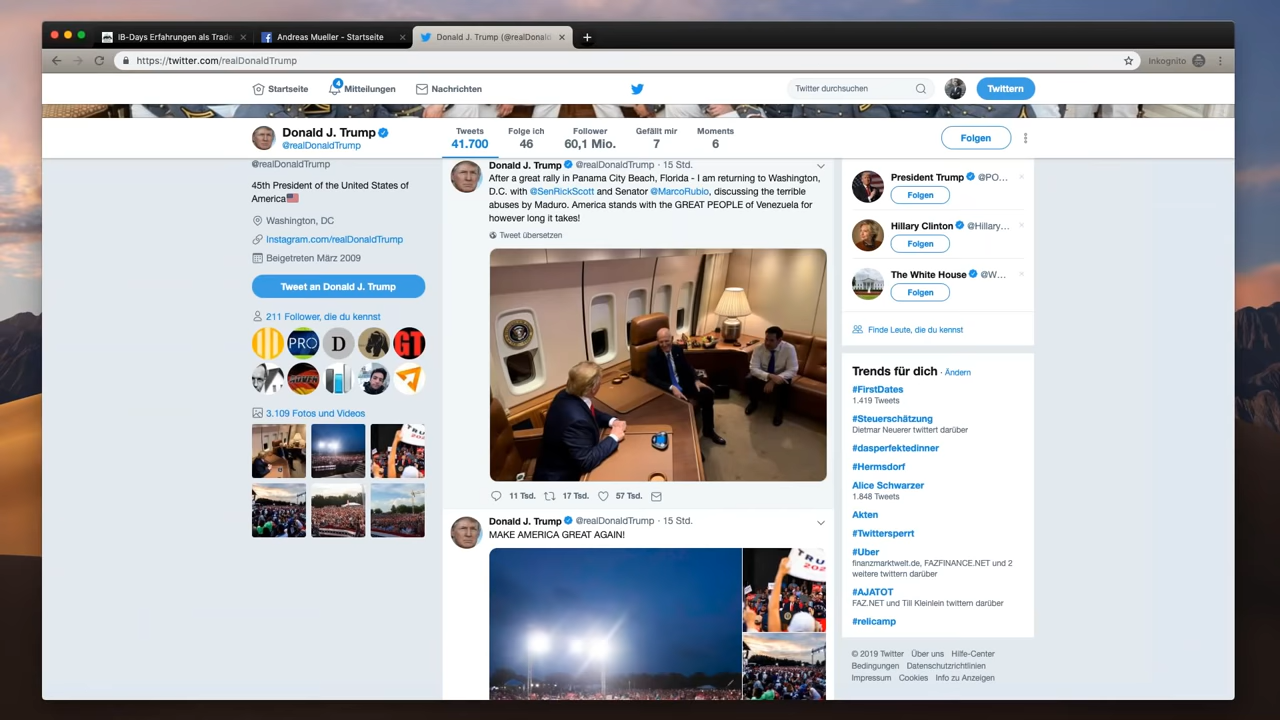 IB-Days Erfahrungen als Trade
Andreas Mueller - Startseite
Donald J. Trump (@realDonald
https://twitter.com/realDonaldTrump
Inkognito
Startseite
4
Mitteilungen
Nachrichten
Twitter durchsuchen
Twittern
Donald J. Trump
@realDonaldTrump
Tweets
41.700
Folge ich
46
Follower
60,1 Mio.
Gefällt mir
7
Moments
6
Folgen
@realDonaldTrump
45th President of the United States of
America
Washington, DC
Instagram.com/realDonaldTrump
Beigetreten März 2009
Tweet an Donald J. Trump
211 Follower, die du kennst
PRO
D
3.109 Fotos und Videos
Donald J. Trump @realDonaldTrump · 15 Std.
After a great rally in Panama City Beach, Florida - I am returning to Washington,
D.C. with @SenRickScott and Senator @MarcoRubio, discussing the terrible
abuses by Maduro. America stands with the GREAT PEOPLE of Venezuela for
however long it takes!
Tweet übersetzen
11 Tsd.
17 Tsd.
57 Tsd.
Donald J. Trump @realDonaldTrump · 15 Std.
MAKE AMERICA GREAT AGAIN!
President Trump @PO...
Folgen
Hillary Clinton @Hillary...
Folgen
The White House @W...
Folgen
Finde Leute, die du kennst
Trends für dich · Ändern
#FirstDates
1.419 Tweets
#Steuerschätzung
Dietmar Neuerer twittert darüber
#dasperfektedinner
#Hermsdorf
Alice Schwarzer
1.848 Tweets
Akten
#Twittersperrt
#Uber
finanzmarktwelt.de, FAZFINANCE.NET und 2
weitere twittern darüber
#AJATOT
FAZ.NET und Till Kleinlein twittern darüber
#relicamp
© 2019 Twitter Über uns Hilfe-Center
Bedingungen Datenschutzrichtlinien
Impressum Cookies Info zu Anzeigen